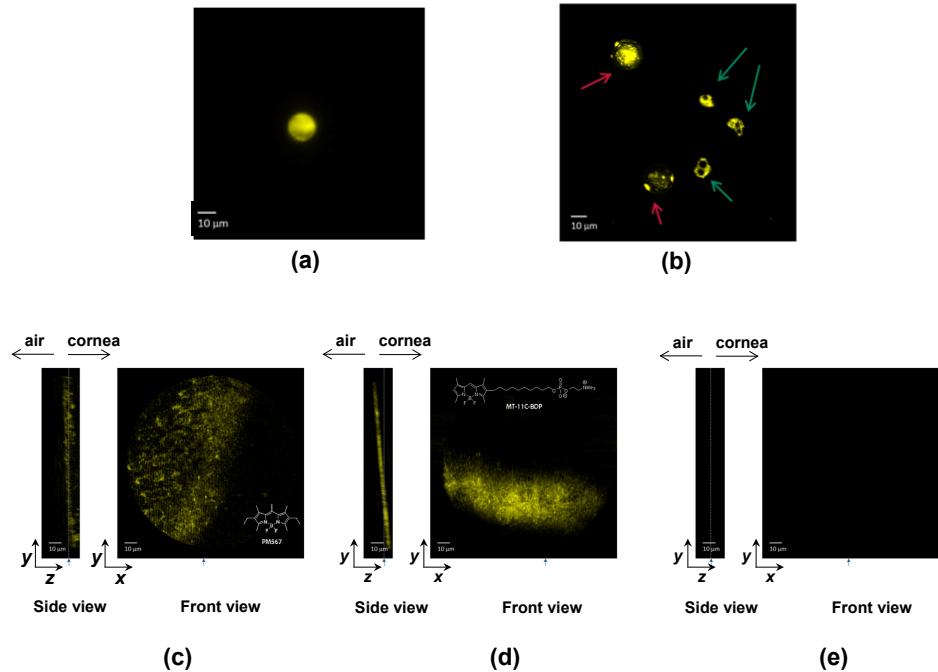 10 µm
(a)
10 µm
(b)
air cornea
PM567
10 µm
10 µm
y
z
y
x
Side view
Front view
(c)
air cornea
MT-11C-BDP
10 µm
10 µm
y
z
y
x
Side view
Front view
(d)
air cornea
10 µm
10 µm
y
z
y
x
Side view
Front view
(e)